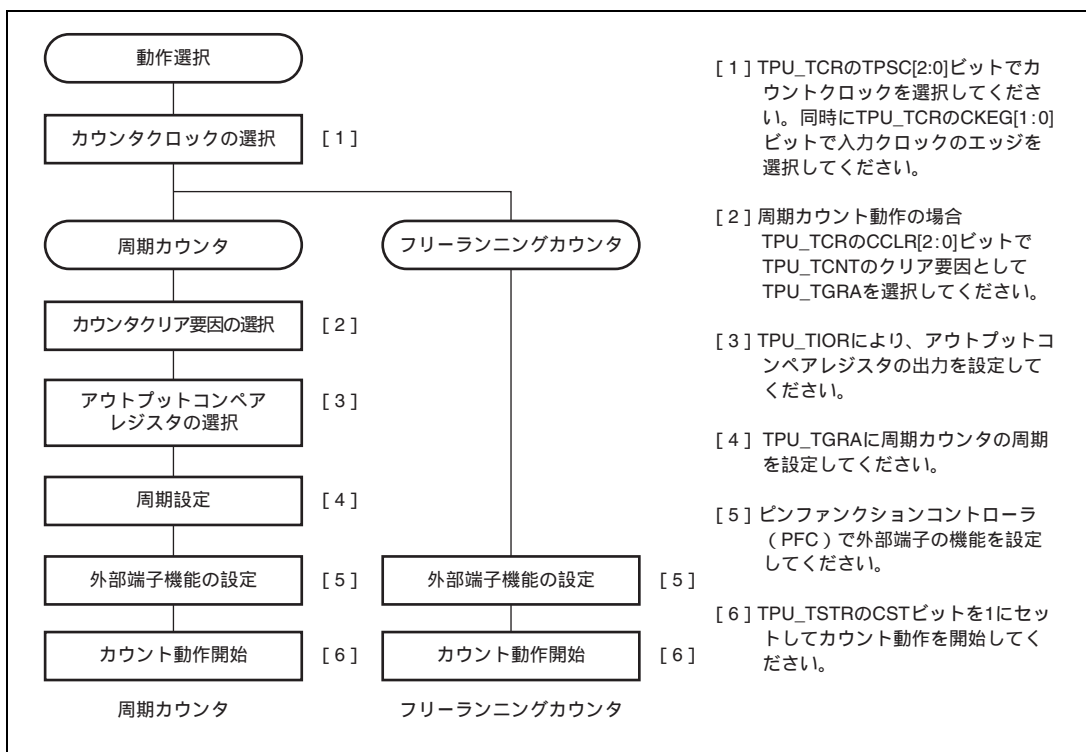 動作選択
カウンタクロックの選択 [1]
周期カウンタ
フリーランニングカウンタ
カウンタクリア要因の選択 [2]
アウトプットコンペア
レジスタの選択 [3]
周期設定 [4]
外部端子機能の設定 [5]
外部端子機能の設定 [5]
カウント動作開始 [6]
カウント動作開始 [6]
周期カウンタ
フリーランニングカウンタ
[1] TPU_TCRのTPSC[2:0]ビットでカ
ウントクロックを選択してくださ
い。同時にTPU_TCRのCKEG[1:0]
ビットで入力クロックのエッジを
選択してください。
[2] 周期カウント動作の場合
TPU_TCRのCCLR[2:0]ビットで
TPU_TCNTのクリア要因として
TPU_TGRAを選択してください。
[3] TPU_TIORにより、アウトプットコ
ンペアレジスタの出力を設定して
ください。
[4] TPU_TGRAに周期カウンタの周期
を設定してください。
[5] ピンファンクションコントローラ
(PFC)で外部端子の機能を設定
してください。
[6] TPU_TSTRのCSTビットを1にセッ
トしてカウント動作を開始してく
ださい。